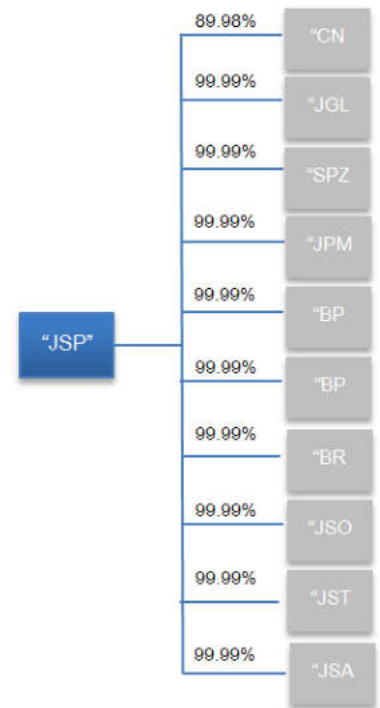 89.98%
“CN
99.99%
“JGL
99.99%
“SPZ
99.99%
“JPM
99.99%
“BP
“JSP”
99.99%
“BP
99.99%
“BR
99.99%
“JSO
99.99%
“JST
99.99%
“JSA